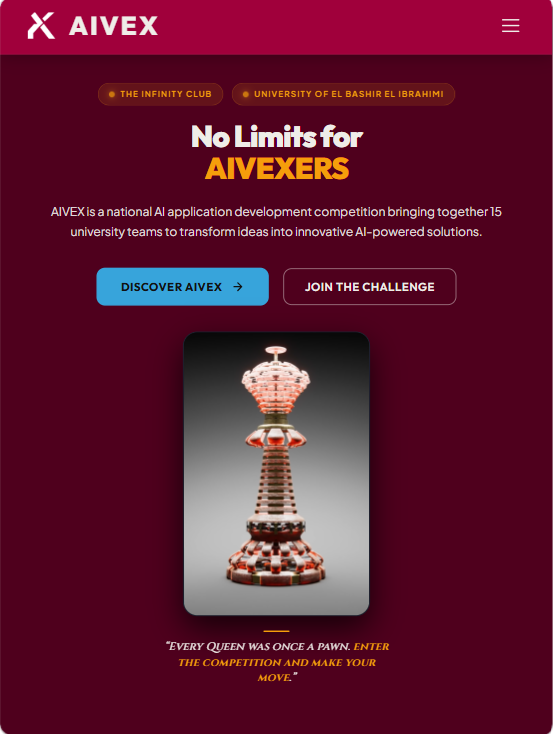 AIVEX
THE INFINITY CLUB
UNIVERSITY OF EL BASHIR EL IBRAHIMI
No Limits for
AIVEXERS
AIVEX is a national AI application development competition bringing together 15
university teams to transform ideas into innovative AI-powered solutions.
DISCOVER AIVEX →
JOIN THE CHALLENGE
“EVERY QUEEN WAS ONCE A PAWN. ENTER
THE COMPETITION AND MAKE YOUR
MOVE.”